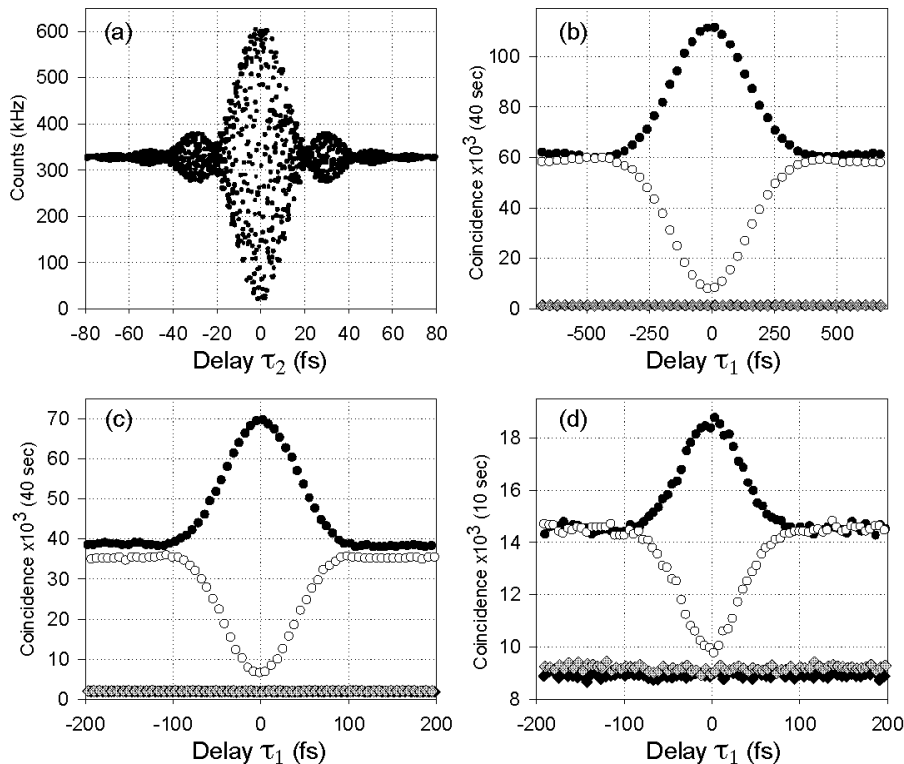 (a)
Counts (kHz)
600
500
400
300
200
100
0
-80 -60 -40 -20 0 20 40 60 80
Delay τ2 (fs)
(b)
Coincidence x10³ (40 sec)
100
80
60
40
20
0
-500 -250 0 250 500
Delay τ1 (fs)
(c)
Coincidence x10³ (40 sec)
70
60
50
40
30
20
10
0
-200 -100 0 100 200
Delay τ1 (fs)
(d)
Coincidence x10³ (10 sec)
18
16
14
12
10
8
-200 -100 0 100 200
Delay τ1 (fs)